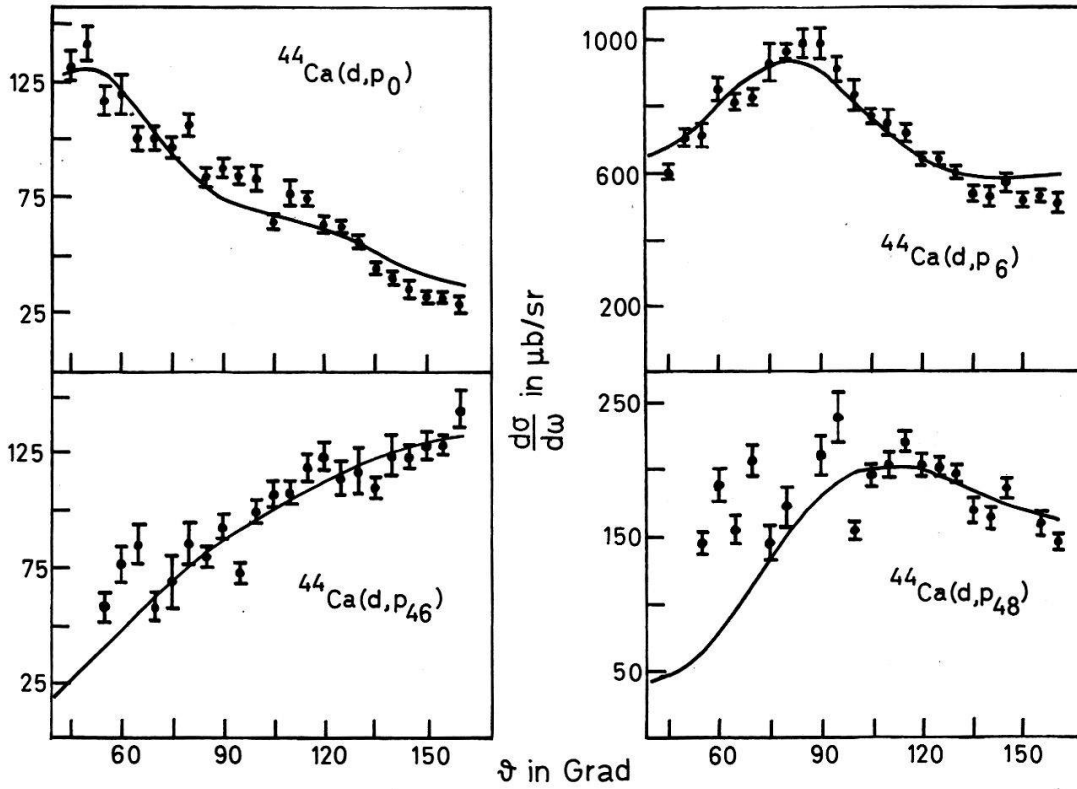 125
75
25
⁴⁴Ca(d,p₀)
1000
600
200
⁴⁴Ca(d,p₆)
dσ/dω in μb/sr
125
75
25
⁴⁴Ca(d,p₄₆)
60 90 120 150
250
150
50
⁴⁴Ca(d,p₄₈)
60 90 120 150
ϑ in Grad